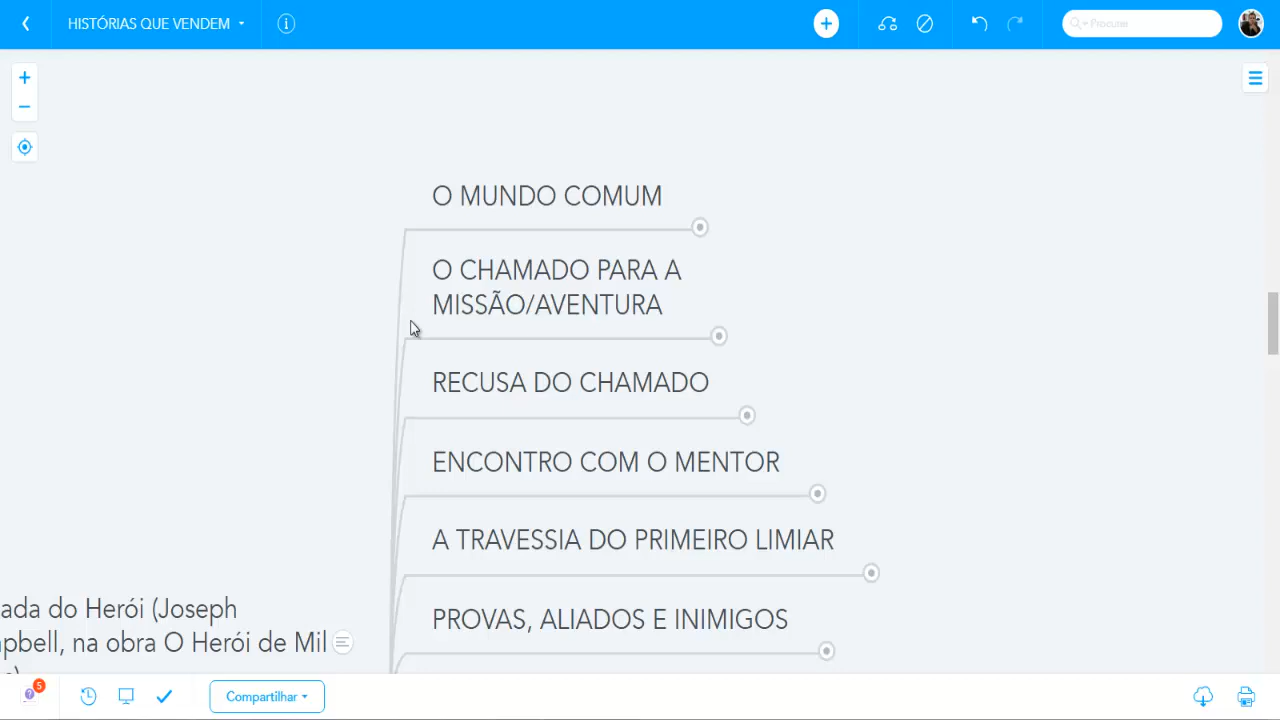 HISTÓRIAS QUE VENDEM
Procurar
O MUNDO COMUM
O CHAMADO PARA A
MISSÃO/AVENTURA
RECUSA DO CHAMADO
ENCONTRO COM O MENTOR
A TRAVESSIA DO PRIMEIRO LIMIAR
PROVAS, ALIADOS E INIMIGOS
ada do Herói (Joseph
pbell, na obra O Herói de Mil
5
Compartilhar